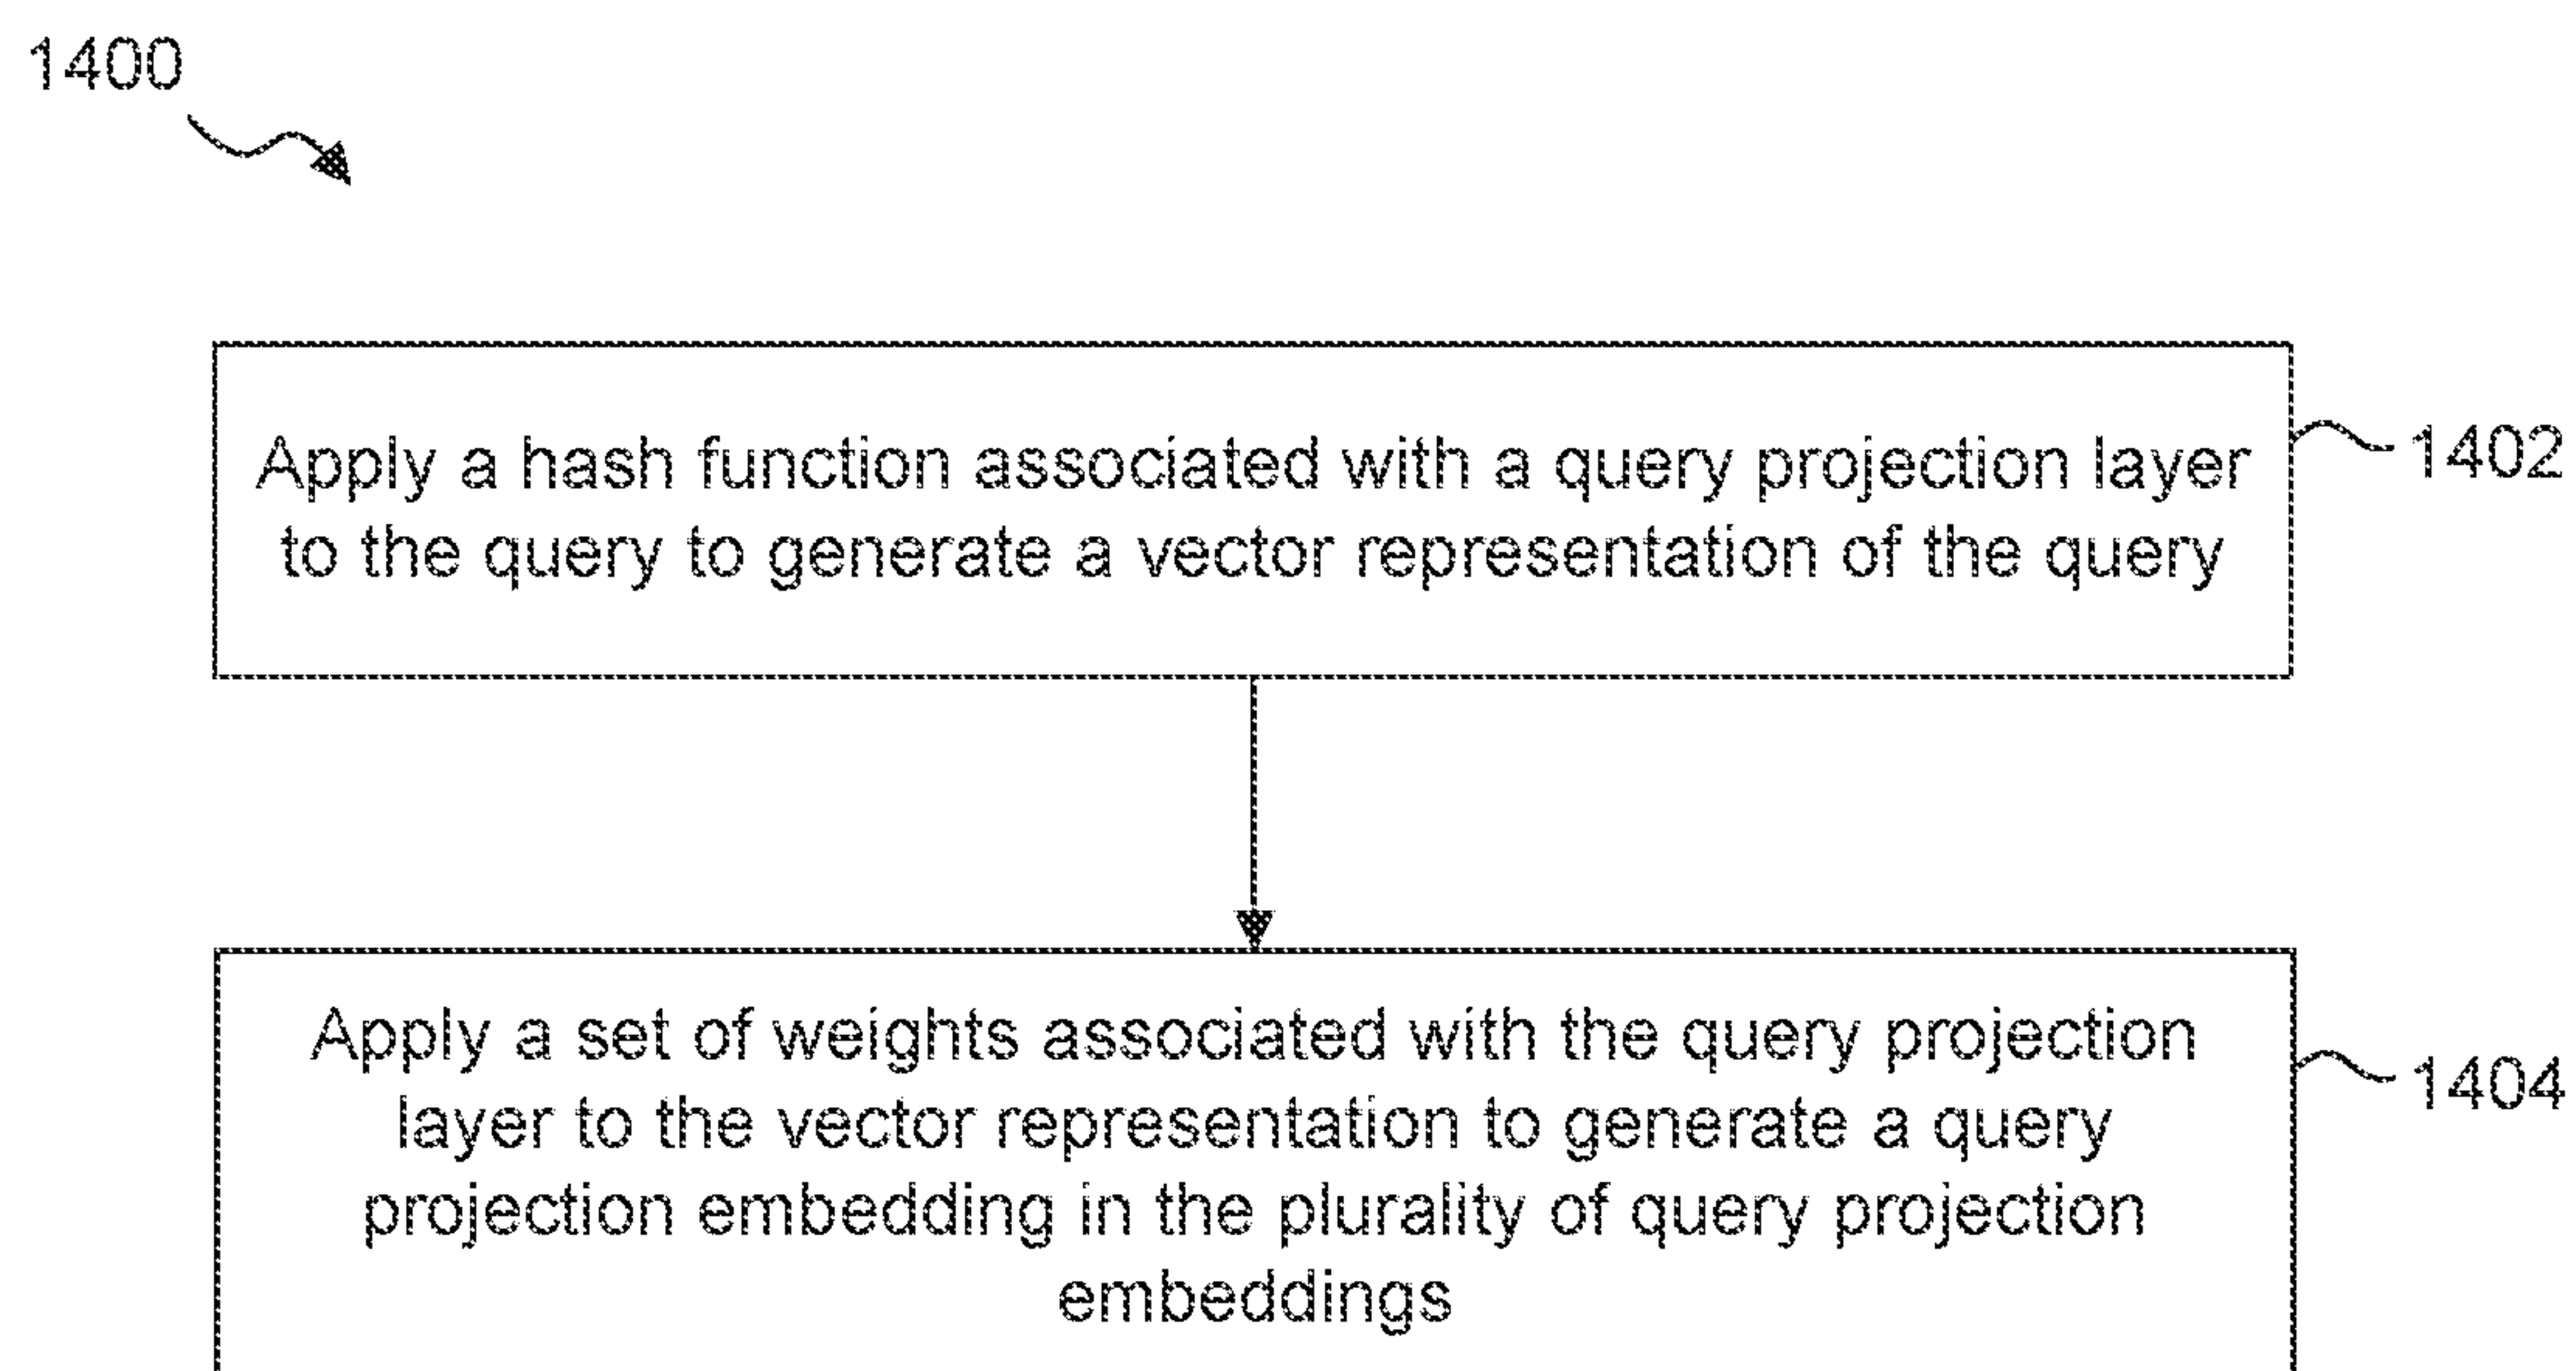 1400
Apply a hash function associated with a query projection layer
to the query to generate a vector representation of the query
1402
Apply a set of weights associated with the query projection
layer to the vector representation to generate a query
projection embedding in the plurality of query projection
embeddings
1404